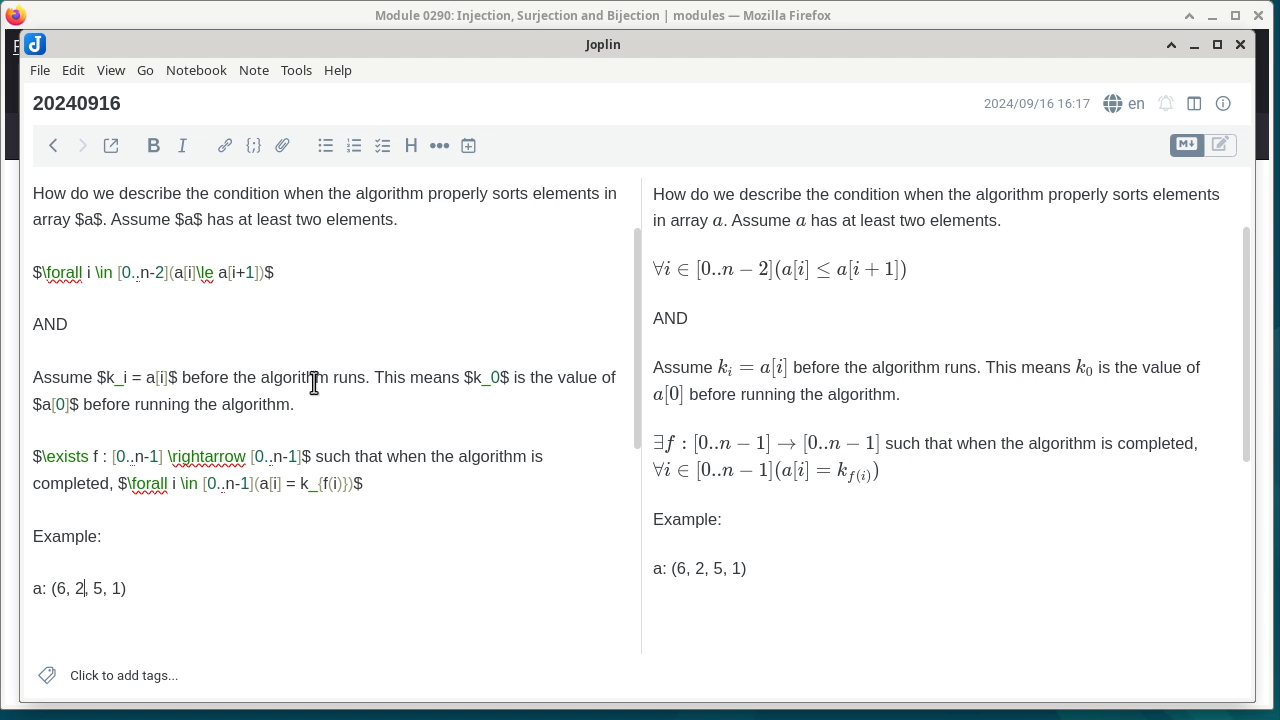 Module 0290: Injection, Surjection and Bijection | modules — Mozilla Firefox
Joplin
File Edit View Go Notebook Note Tools Help
20240916
2024/09/16 16:17 en
How do we describe the condition when the algorithm properly sorts elements in
array $a$. Assume $a$ has at least two elements.
$\forall i \in [0..n-2](a[i]\le a[i+1])$
AND
Assume $k_i = a[i]$ before the algorithm runs. This means $k_0$ is the value of
$a[0]$ before running the algorithm.
$\exists f : [0..n-1] \rightarrow [0..n-1]$ such that when the algorithm is
completed, $\forall i \in [0..n-1](a[i] = k_{f(i)})$
Example:
a: (6, 2, 5, 1)
How do we describe the condition when the algorithm properly sorts elements
in array a. Assume a has at least two elements.
∀i ∈ [0..n − 2](a[i] ≤ a[i + 1])
AND
Assume kᵢ = a[i] before the algorithm runs. This means k₀ is the value of
a[0] before running the algorithm.
∃f : [0..n − 1] → [0..n − 1] such that when the algorithm is completed,
∀i ∈ [0..n − 1](a[i] = k_f(i))
Example:
a: (6, 2, 5, 1)
Click to add tags...